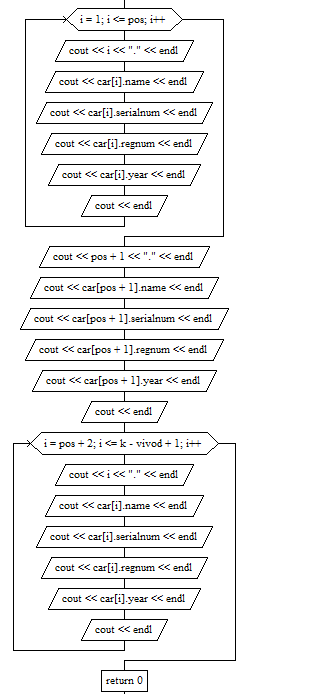 i = 1; i <= pos; i++
cout << i << "." << endl
cout << car[i].name << endl
cout << car[i].serialnum << endl
cout << car[i].regnum << endl
cout << car[i].year << endl
cout << endl
cout << pos + 1 << "." << endl
cout << car[pos + 1].name << endl
cout << car[pos + 1].serialnum << endl
cout << car[pos + 1].regnum << endl
cout << car[pos + 1].year << endl
cout << endl
i = pos + 2; i <= k - vivod + 1; i++
cout << i << "." << endl
cout << car[i].name << endl
cout << car[i].serialnum << endl
cout << car[i].regnum << endl
cout << car[i].year << endl
cout << endl
return 0